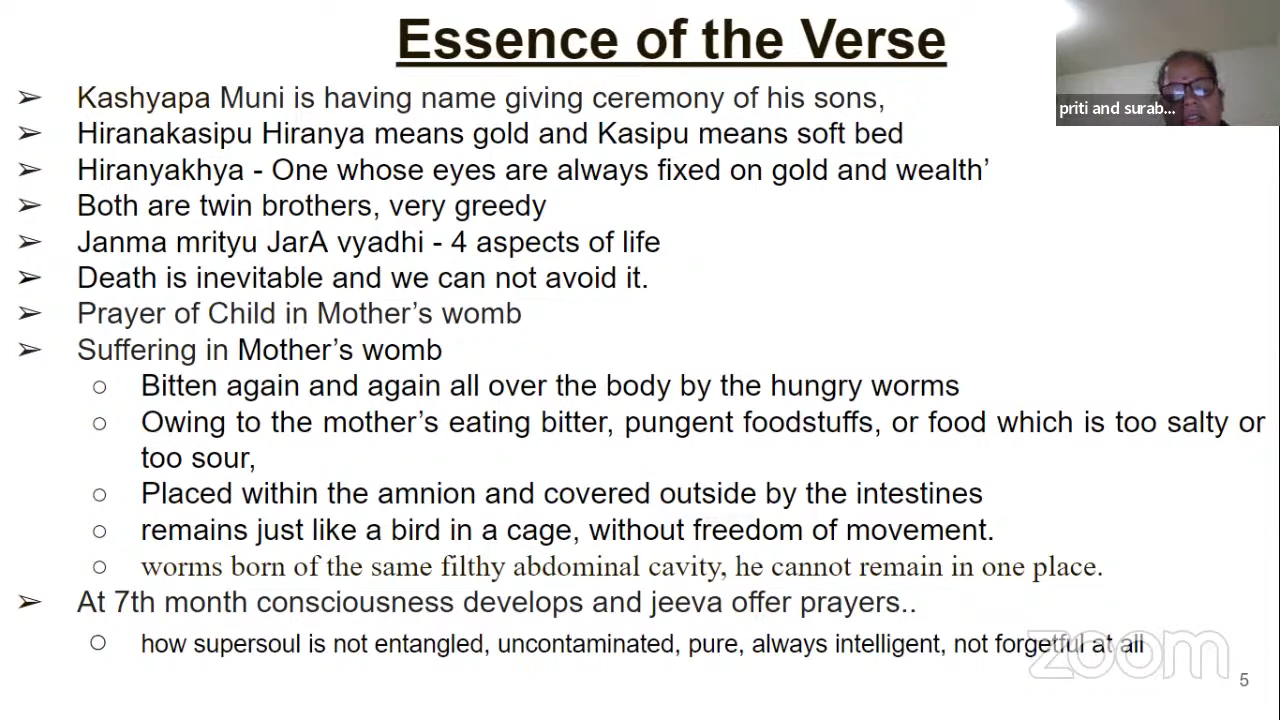 Essence of the Verse
priti and surab...
➢ Kashyapa Muni is having name giving ceremony of his sons,
➢ Hiranakasipu Hiranya means gold and Kasipu means soft bed
➢ Hiranyakhya - One whose eyes are always fixed on gold and wealth’
➢ Both are twin brothers, very greedy
➢ Janma mrityu JarA vyadhi - 4 aspects of life
➢ Death is inevitable and we can not avoid it.
➢ Prayer of Child in Mother’s womb
➢ Suffering in Mother’s womb
○ Bitten again and again all over the body by the hungry worms
○ Owing to the mother’s eating bitter, pungent foodstuffs, or food which is too salty or
too sour,
○ Placed within the amnion and covered outside by the intestines
○ remains just like a bird in a cage, without freedom of movement.
○ worms born of the same filthy abdominal cavity, he cannot remain in one place.
➢ At 7th month consciousness develops and jeeva offer prayers..
○ how supersoul is not entangled, uncontaminated, pure, always intelligent, not forgetful at all
zoom
5